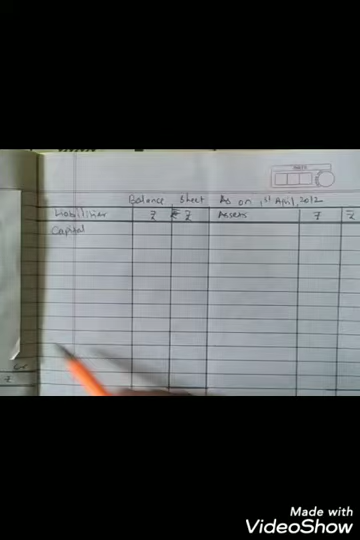 Balance Sheet As on 1st April, 2012
Liabilities ₹ ₹ Assets ₹ ₹
Capital
₹
Made with
VideoShow